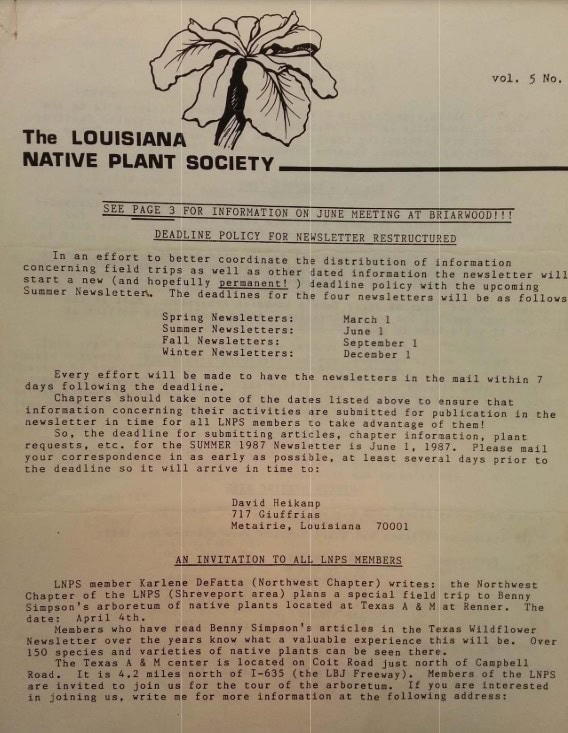 vol. 5 No.
The LOUISIANA
NATIVE PLANT SOCIETY
SEE PAGE 3 FOR INFORMATION ON JUNE MEETING AT BRIARWOOD!!!
DEADLINE POLICY FOR NEWSLETTER RESTRUCTURED
In an effort to better coordinate the distribution of information
concerning field trips as well as other dated information the newsletter will
start a new (and hopefully permanent! ) deadline policy with the upcoming
Summer Newsletter. The deadlines for the four newsletters will be as follows
Spring Newsletters: March 1
Summer Newsletters: June 1
Fall Newsletters: September 1
Winter Newsletters: December 1
Every effort will be made to have the newsletters in the mail within 7
days following the deadline.
Chapters should take note of the dates listed above to ensure that
information concerning their activities are submitted for publication in the
newsletter in time for all LNPS members to take advantage of them!
So, the deadline for submitting articles, chapter information, plant
requests, etc. for the SUMMER 1987 Newsletter is June 1, 1987. Please mail
your correspondence in as early as possible, at least several days prior to
the deadline so it will arrive in time to:
David Heikamp
717 Giuffrias
Metairie, Louisiana 70001
AN INVITATION TO ALL LNPS MEMBERS
LNPS member Karlene DeFatta (Northwest Chapter) writes: the Northwest
Chapter of the LNPS (Shreveport area) plans a special field trip to Benny
Simpson's arboretum of native plants located at Texas A & M at Renner. The
date: April 4th.
Members who have read Benny Simpson's articles in the Texas Wildflower
Newsletter over the years know what a valuable experience this will be. Over
150 species and varieties of native plants can be seen there.
The Texas A & M center is located on Coit Road just north of Campbell
Road. It is 4.2 miles north of I-635 (the LBJ Freeway). Members of the LNPS
are invited to join us for the tour of the arboretum. If you are interested
in joining us, write me for more information at the following address: